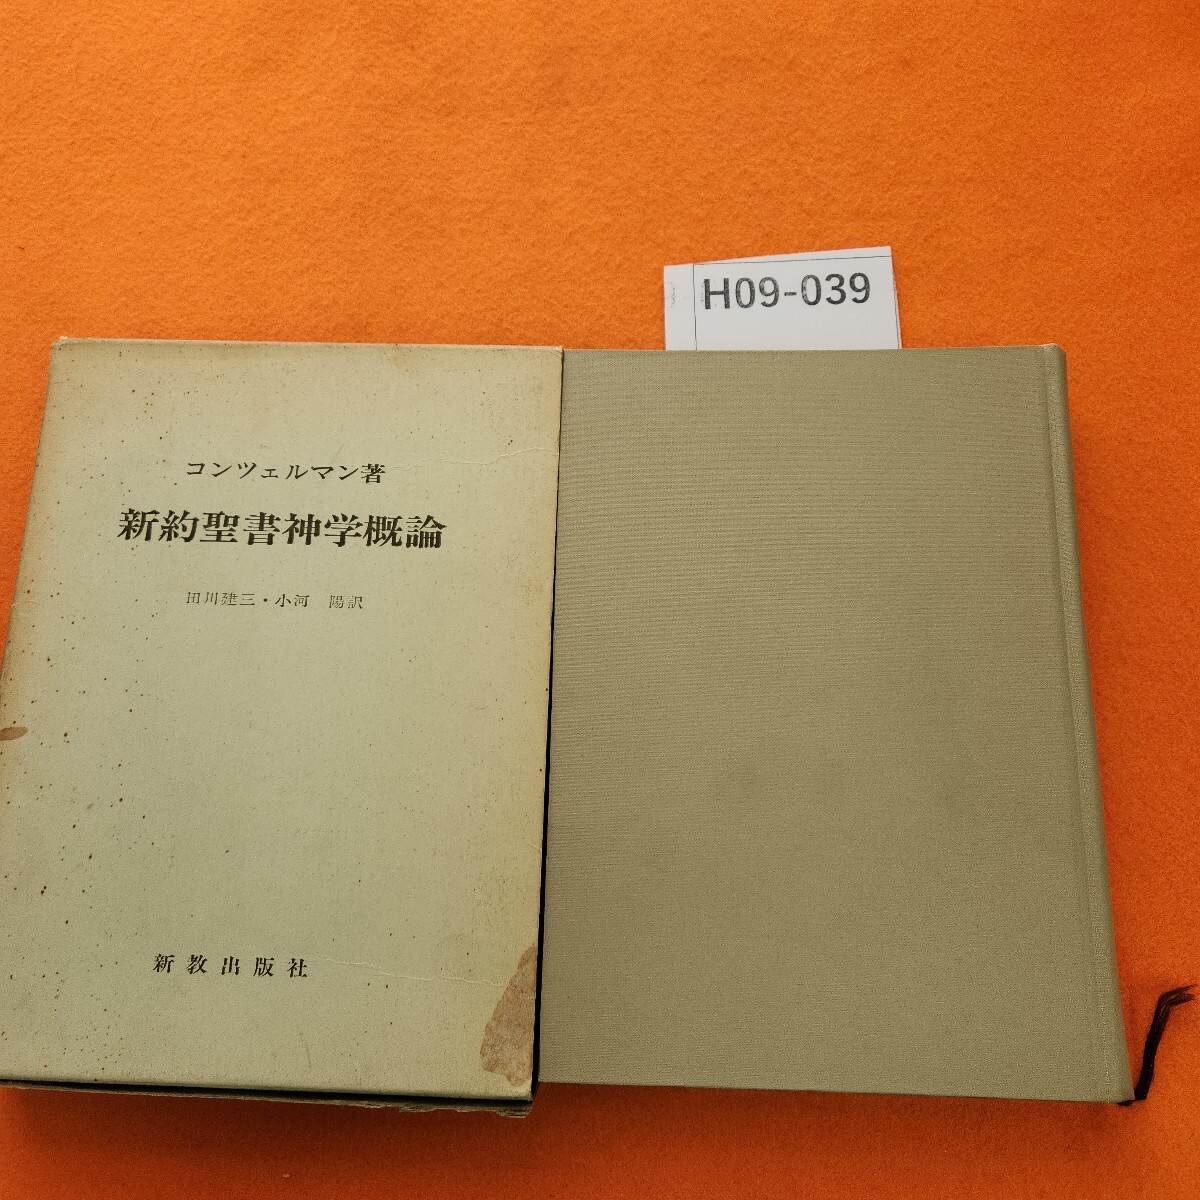 H09-039
コンツェルマン著
新約聖書神学概論
田川建三・小河 陽訳
新教出版社